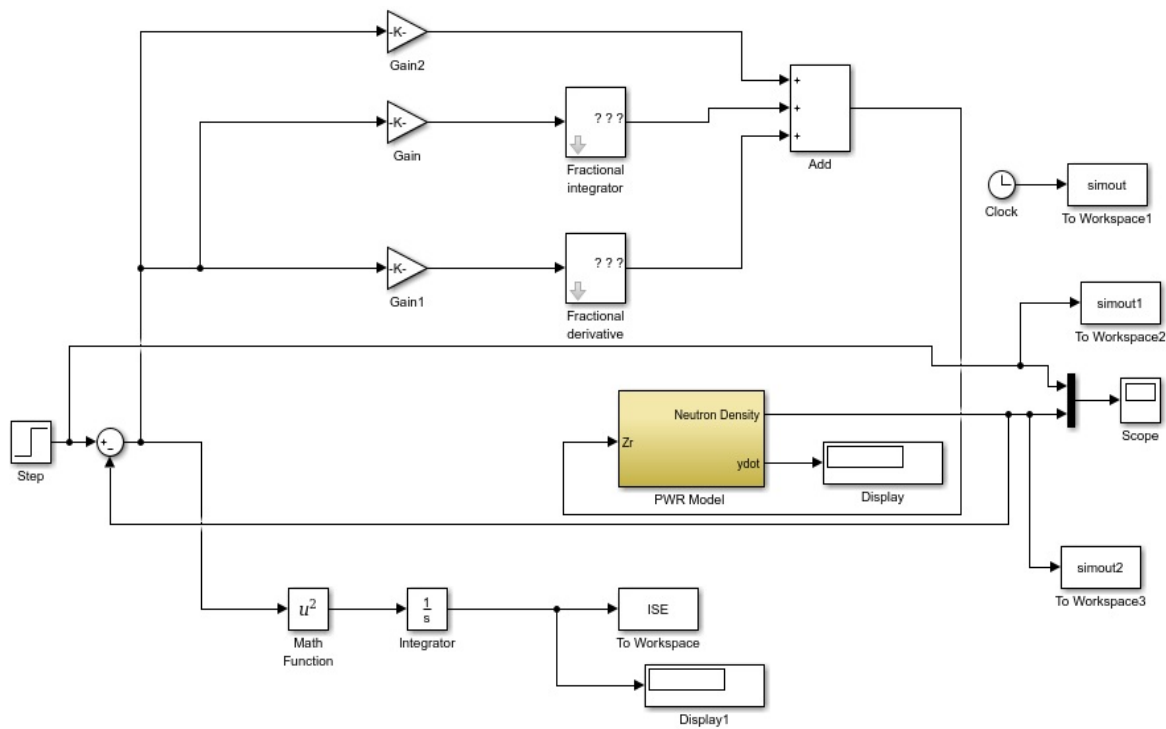 -K-
Gain2
-K-
Gain
? ? ?
Fractional
integrator
+
+
+
Add
Clock
simout
To Workspace1
-K-
Gain1
? ? ?
Fractional
derivative
simout1
To Workspace2
Step
+
-
Neutron Density
Zr
ydot
PWR Model
Display
Scope
simout2
To Workspace3
u²
Math
Function
1
s
Integrator
ISE
To Workspace
Display1